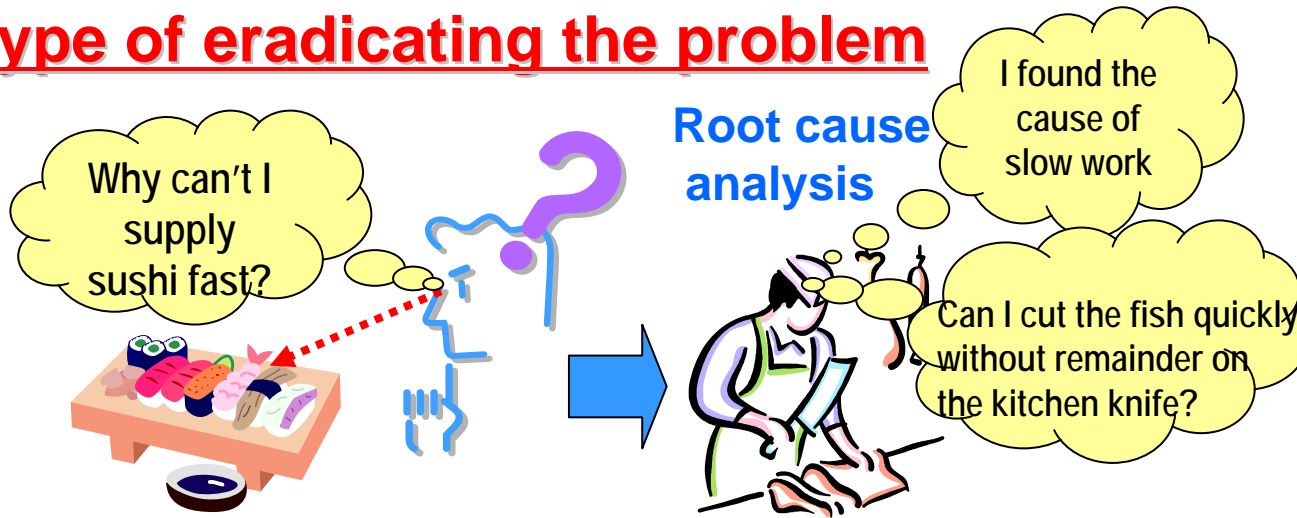 ype of eradicating the problem
Why can't I
supply
sushi fast?
Root cause
analysis
I found the
cause of
slow work
Can I cut the fish quickly
without remainder on
the kitchen knife?